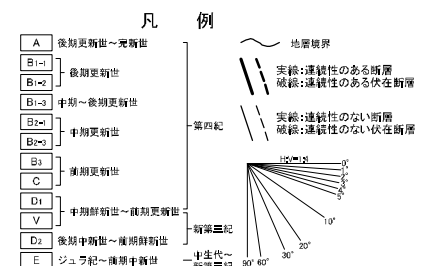 凡 例
A 後期更新世～完新世
B1-1
B1-2
後期更新世
B1-3 中期～後期更新世
B2-1
B2-3
中期更新世
B3
C
前期更新世
D1
V
中期鮮新世～前期更新世
D2 後期中新世～前期鮮新世
E ジュラ紀～前期中新世
第四紀
新第三紀
中生代～
地層境界
実線:連続性のある断層
破線:連続性のある伏在断層
実線:連続性のない断層
破線:連続性のない伏在断層
0°
1°
2°
3°
4°
5°
10°
20°
30°
60°
90°